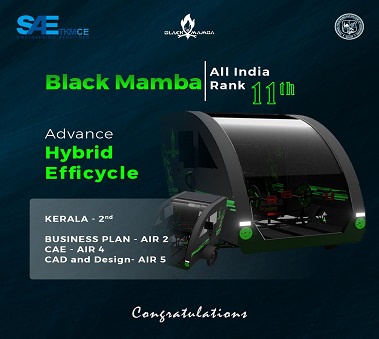 SAE TKMCE
BLACK MAMBA
Black Mamba
All India
Rank 11th
Advance
Hybrid
Efficycle
KERALA - 2nd
BUSINESS PLAN - AIR 2
CAE - AIR 4
CAD and Design- AIR 5
Congratulations